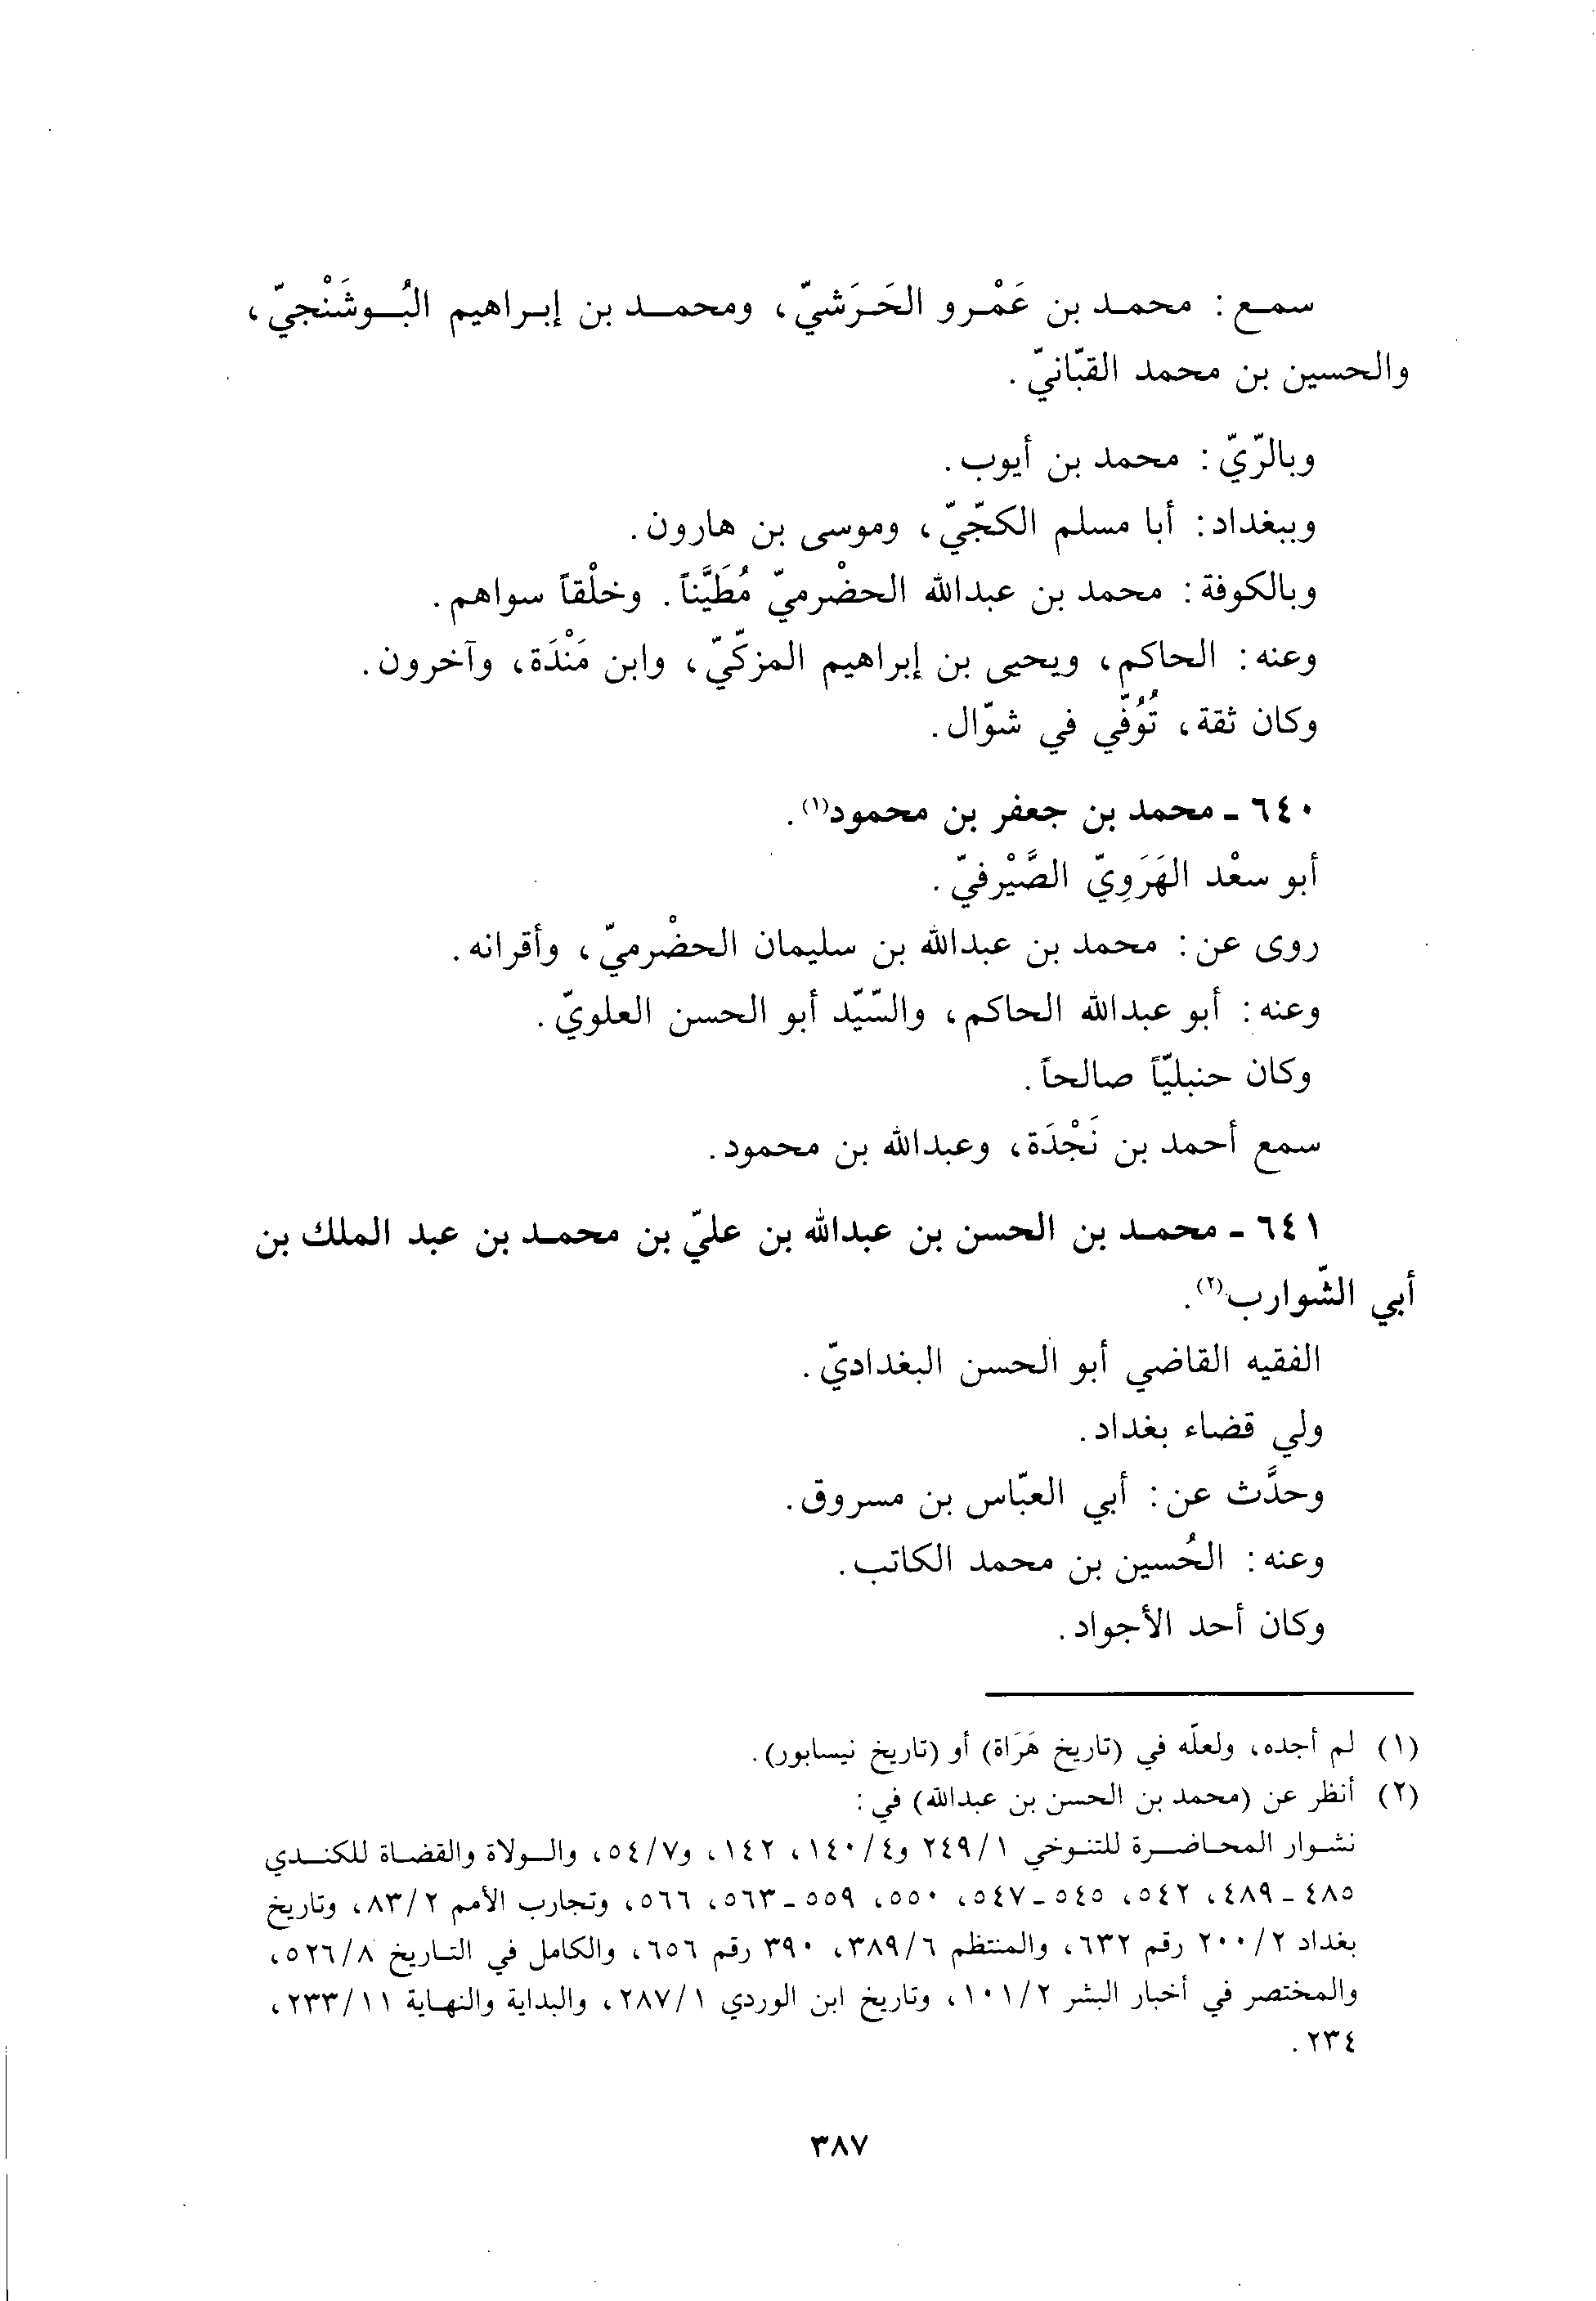 سمع : محمد بن عَمْرو الحَرَشيّ، ومحمد بن إبراهيم البُوشَنْجيّ،
والحسين بن محمد القبّانيّ.
وبالرّيّ : محمد بن أيوب.
وببغداد: أبا مسلم الكجّيّ، وموسى بن هارون.
وبالكوفة: محمد بن عبدالله الحضْرميّ مُطَيَّناً. وخلْقاً سواهم.
وعنه: الحاكم، ويحيى بن إبراهيم المزكّيّ، وابن مَنْدَة، وآخرون.
وكان ثقة، تُوُفّي في شوّال.
٦٤٠ ـ محمد بن جعفر بن محمود(١).
أبو سعْد الهَرَوِيّ الصَّيْرفيّ.
روى عن: محمد بن عبدالله بن سليمان الحضْرميّ، وأقرانه.
وعنه: أبو عبدالله الحاكم، والسّيّد أبو الحسن العلويّ.
وكان حنبليّاً صالحاً.
سمع أحمد بن نَجْدَة، وعبدالله بن محمود.
٦٤١ ـ محمد بن الحسن بن عبدالله بن عليّ بن محمد بن عبد الملك بن
أبي الشّوارب(٢).
الفقيه القاضي أبو الحسن البغداديّ.
ولي قضاء بغداد.
وحدَّث عن: أبي العبّاس بن مسروق.
وعنه: الحُسين بن محمد الكاتب.
وكان أحد الأجواد.
(١) لم أجده، ولعلّه في (تاريخ هَرَاة) أو (تاريخ نيسابور).
(٢) أنظر عن (محمد بن الحسن بن عبدالله) في:
نشوار المحاضرة للتنوخي ٢٤٩/١ و١٤٠/٤، ١٤٢، و٥٤/٧، والولاة والقضاة للكندي
٤٨٥ ـ ٤٨٩، ٥٤٢، ٥٤٥ ـ ٥٤٧، ٥٥٠، ٥٥٩ ـ ٥٦٣، ٥٦٦، وتجارب الأمم ٨٣/٢، وتاريخ
بغداد ٢٠٠/٢ رقم ٦٣٢، والمنتظم ٣٨٩/٦، ٣٩٠ رقم ٦٥٦، والكامل في التاريخ ٥٢٦/٨،
والمختصر في أخبار البشر ١٠١/٢، وتاريخ ابن الوردي ٢٨٧/١، والبداية والنهاية ٢٣٣/١١،
٢٣٤.
٣٨٧